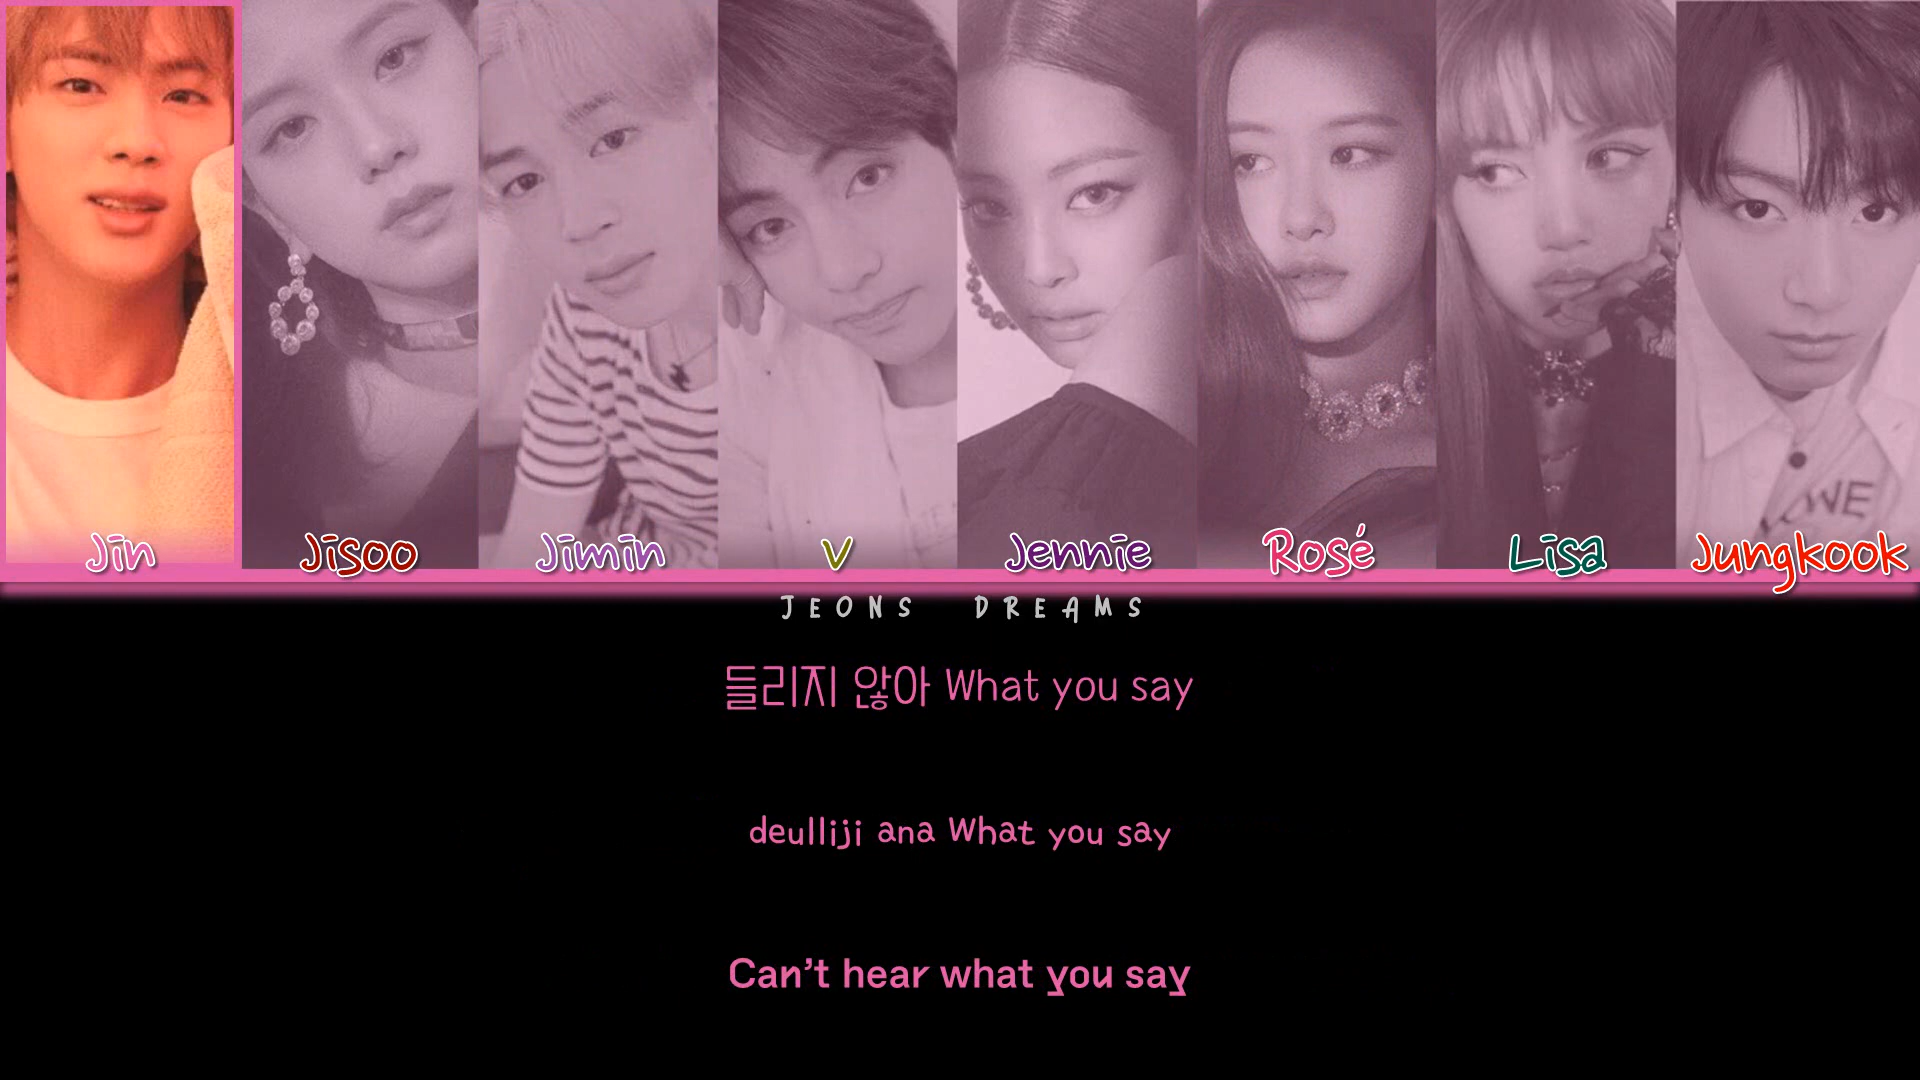 Jin Jisoo Jimin V Jennie Rosé Lisa Jungkook
JEONS DREAMS
들리지 않아 What you say
deulliji ana What you say
Can't hear what you say